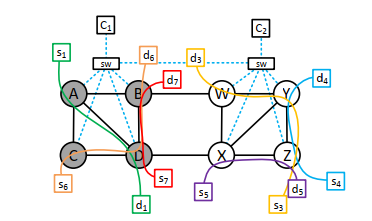 C1 C2
s1 d6 d3
sw sw
d7 d4
A B W Y
C D X Z
s6 s7 s5 d5 s4
d1 s3